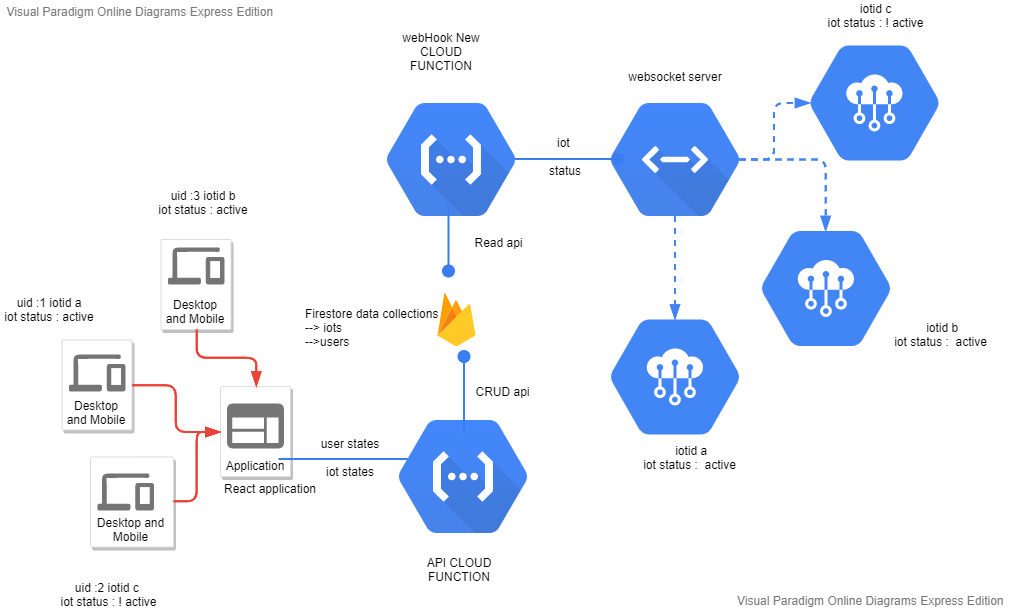 Visual Paradigm Online Diagrams Express Edition
iotid c
iot status : ! active
webHook New
CLOUD
FUNCTION
websocket server
iot
status
uid :3 iotid b
iot status : active
Read api
Desktop
and Mobile
uid :1 iotid a
iot status : active
Firestore data collections
--> iots
-->users
iotid b
iot status :  active
Desktop
and Mobile
CRUD api
user states
iotid a
iot status :  active
Application
iot states
React application
Desktop and
Mobile
API CLOUD
FUNCTION
uid :2 iotid c
iot status : ! active
Visual Paradigm Online Diagrams Express Edition